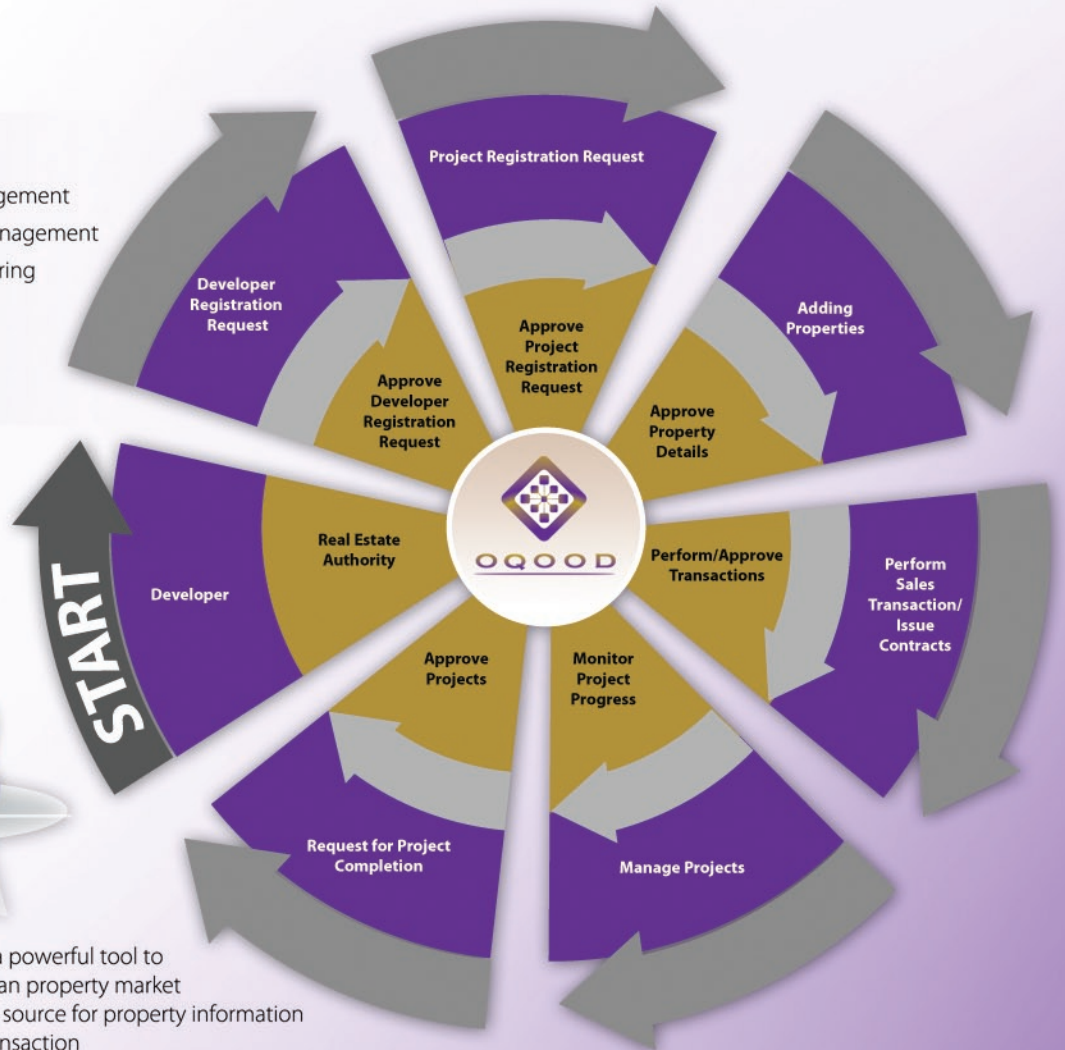 agement
nagement
ring
Project Registration Request
Developer
Registration
Request
Adding
Properties
Approve
Project
Registration
Request
Approve
Developer
Registration
Request
Approve
Property
Details
START
Developer
Real Estate
Authority
OQOOD
Perform/Approve
Transactions
Perform
Sales
Transaction/
Issue
Contracts
Approve
Projects
Monitor
Project
Progress
Request for Project
Completion
Manage Projects
a powerful tool to
an property market
source for property information
nsaction